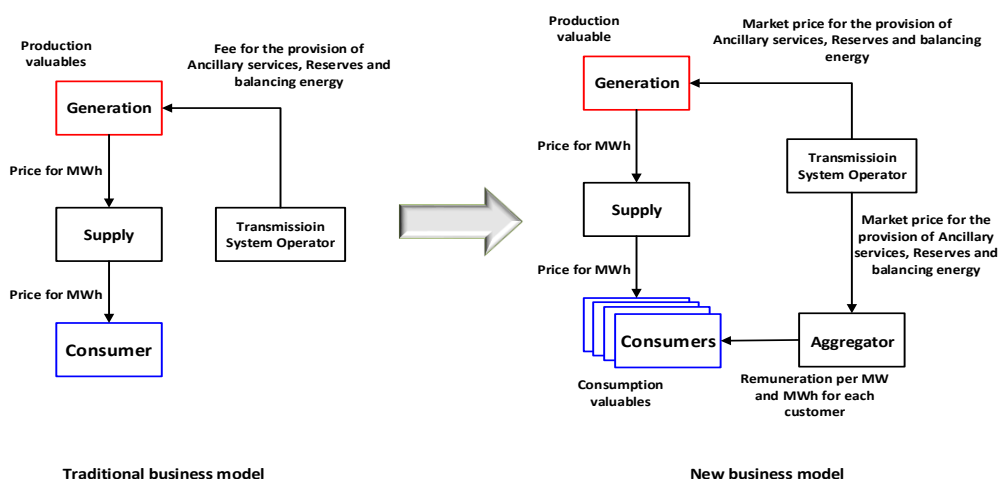 Production
valuables
Fee for the provision of
Ancillary services, Reserves and
balancing energy
Generation
Price for MWh
Supply
Transmissioin
System Operator
Price for MWh
Consumer
Traditional business model
Production
valuable
Market price for the provision of
Ancillary services, Reserves and balancing
energy
Generation
Price for MWh
Transmissioin
System Operator
Supply
Market price for the
provision of Ancillary
services, Reserves and
balancing energy
Price for MWh
Consumers
Aggregator
Consumption
valuables
Remuneration per MW
and MWh for each
customer
New business model